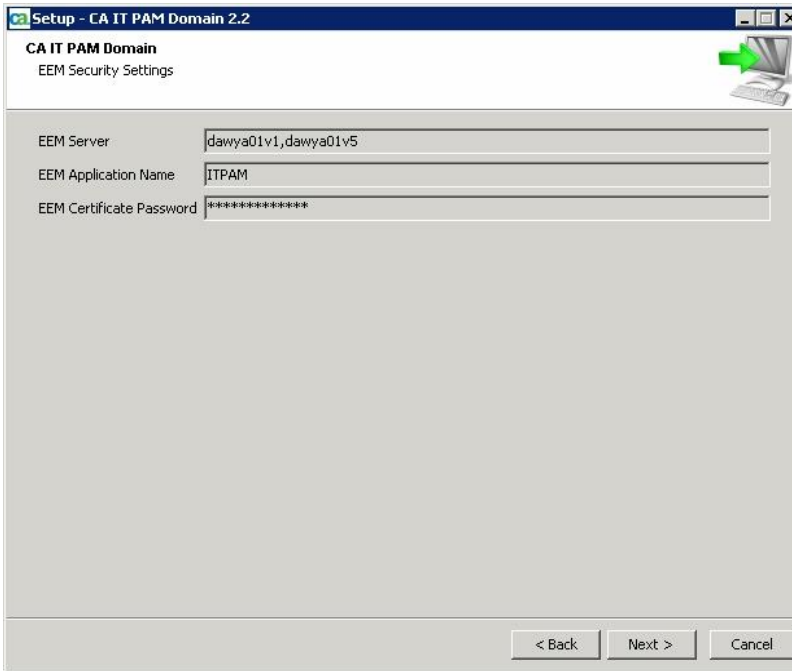 ca Setup - CA IT PAM Domain 2.2
CA IT PAM Domain
EEM Security Settings
EEM Server dawya01v1,dawya01v5
EEM Application Name ITPAM
EEM Certificate Password *************
< Back Next > Cancel